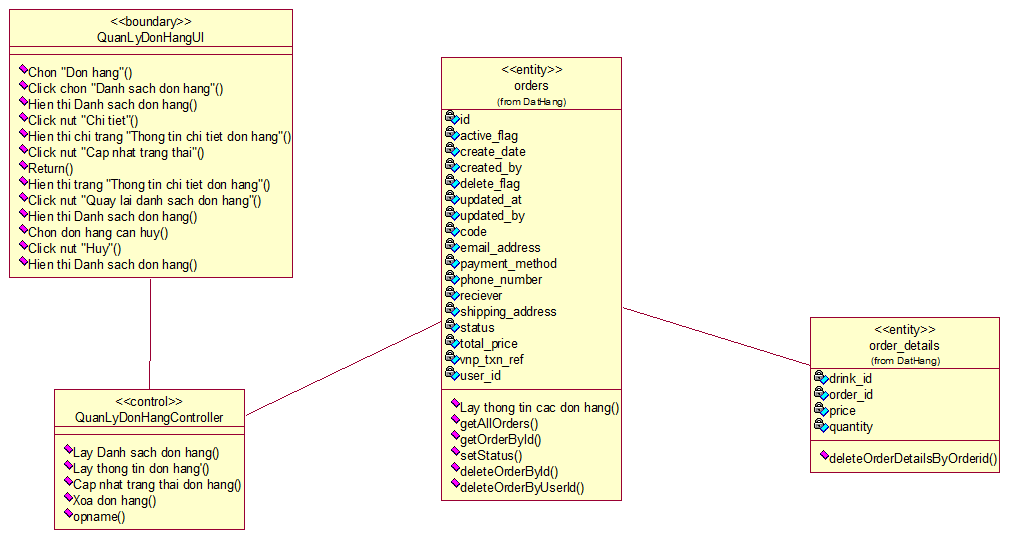 <<boundary>>
QuanLyDonHangUI
Chon "Don hang"()
Click chon "Danh sach don hang"()
Hien thi Danh sach don hang()
Click nut "Chi tiet"()
Hien thi chi trang "Thong tin chi tiet don hang"()
Click nut "Cap nhat trang thai"()
Return()
Hien thi trang "Thong tin chi tiet don hang"()
Click nut "Quay lai danh sach don hang"()
Hien thi Danh sach don hang()
Chon don hang can huy()
Click nut "Huy"()
Hien thi Danh sach don hang()
<<control>>
QuanLyDonHangController
Lay Danh sach don hang()
Lay thong tin don hang'()
Cap nhat trang thai don hang()
Xoa don hang()
opname()
<<entity>>
orders
(from DatHang)
id
active_flag
create_date
created_by
delete_flag
updated_at
updated_by
code
email_address
payment_method
phone_number
reciever
shipping_address
status
total_price
vnp_txn_ref
user_id
Lay thong tin cac don hang()
getAllOrders()
getOrderById()
setStatus()
deleteOrderById()
deleteOrderByUserId()
<<entity>>
order_details
(from DatHang)
drink_id
order_id
price
quantity
deleteOrderDetailsByOrderid()